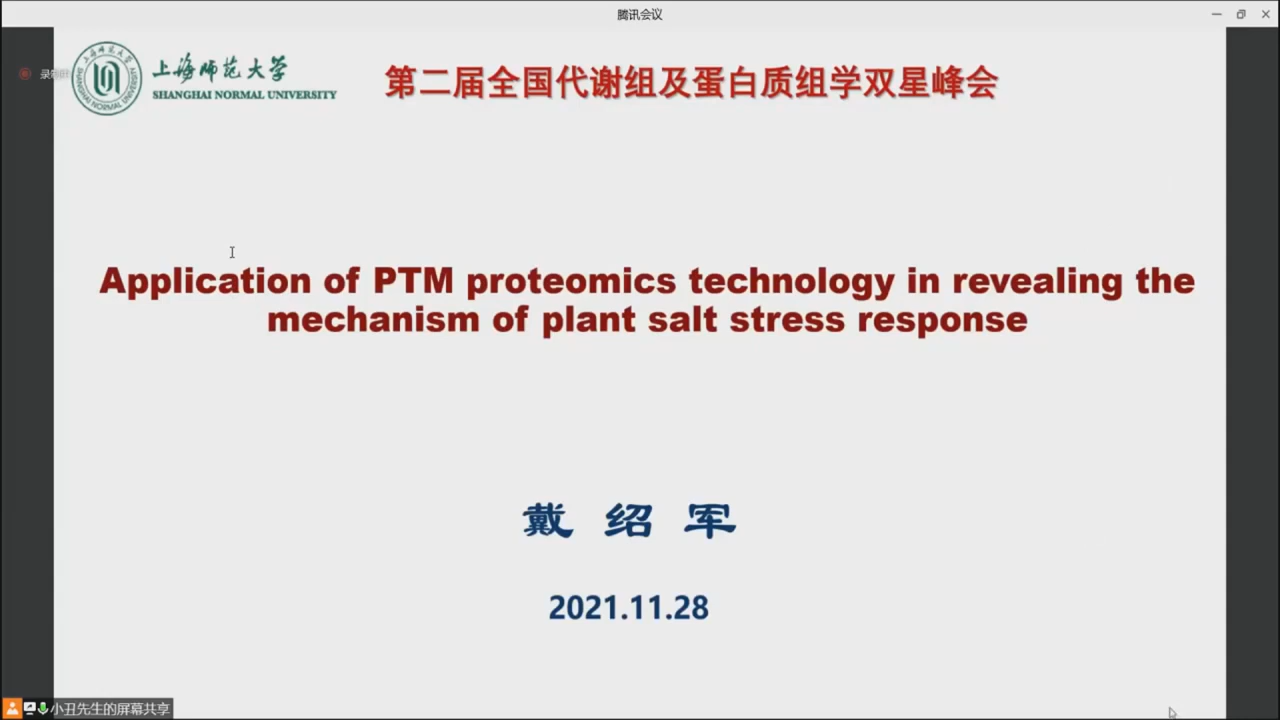 腾讯会议
录制中
上海师范大学
SHANGHAI NORMAL UNIVERSITY
第二届全国代谢组及蛋白质组学双星峰会
Application of PTM proteomics technology in revealing the
mechanism of plant salt stress response
戴 绍 军
2021.11.28
小丑先生的屏幕共享